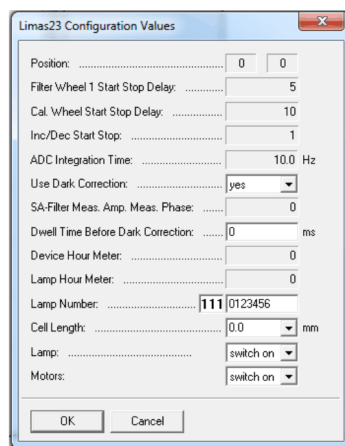 Limas23 Configuration Values
Position: 0 0
Filter Wheel 1 Start Stop Delay: 5
Cal. Wheel Start Stop Delay: 10
Inc/Dec Start Stop: 1
ADC Integration Time: 10.0 Hz
Use Dark Correction: yes
SA-Filter Meas. Amp. Meas. Phase: 0
Dwell Time Before Dark Correction: 0 ms
Device Hour Meter: 0
Lamp Hour Meter: 0
Lamp Number: 111 0123456
Cell Length: 0.0 mm
Lamp: switch on
Motors: switch on
OK Cancel